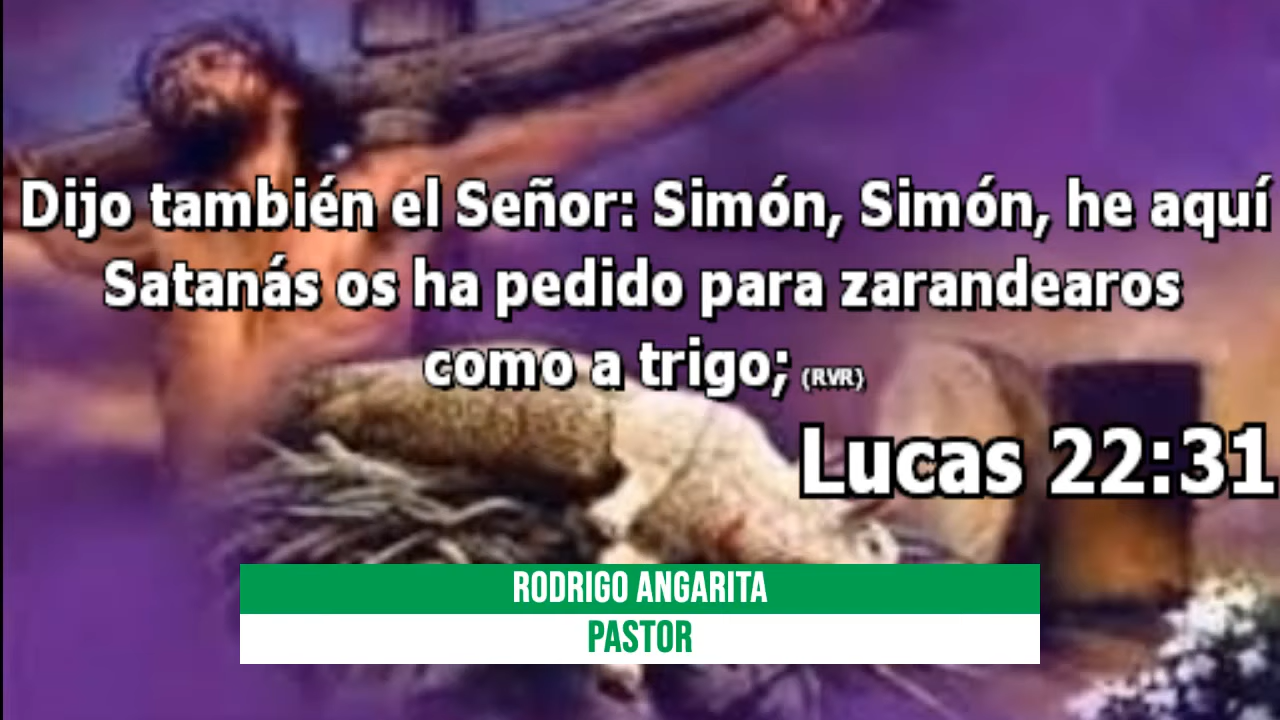 Dijo también el Señor: Simón, Simón, he aquí
Satanás os ha pedido para zarandearos
como a trigo; (RVR)
Lucas 22:31
RODRIGO ANGARITA
PASTOR